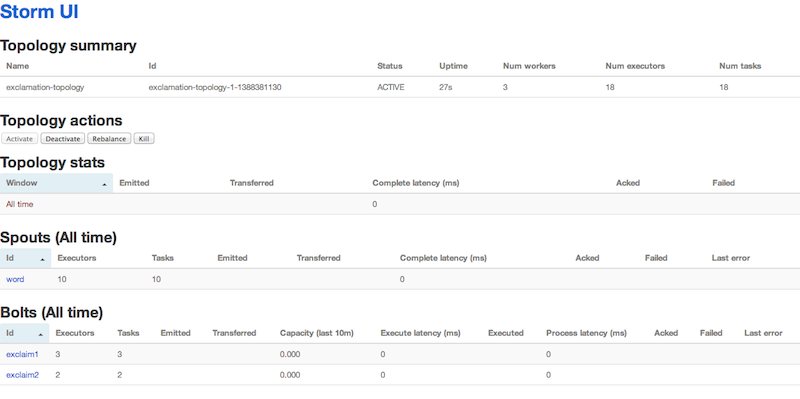 Storm UI
Topology summary
Name Id Status Uptime Num workers Num executors Num tasks
exclamation-topology exclamation-topology-1-1388381130 ACTIVE 27s 3 18 18
Topology actions
Activate Deactivate Rebalance Kill
Topology stats
Window Emitted Transferred Complete latency (ms) Acked Failed
All time 0
Spouts (All time)
Id Executors Tasks Emitted Transferred Complete latency (ms) Acked Failed Last error
word 10 10 0
Bolts (All time)
Id Executors Tasks Emitted Transferred Capacity (last 10m) Execute latency (ms) Executed Process latency (ms) Acked Failed Last error
exclaim1 3 3 0.000 0 0
exclaim2 2 2 0.000 0 0